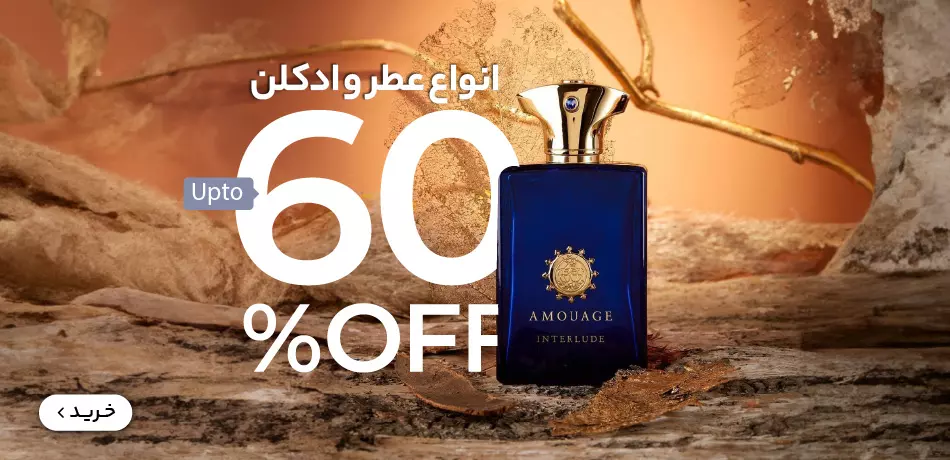 انواع عطر و ادکلن
Upto
60
%OFF
AMOUAGE
INTERLUDE
خرید